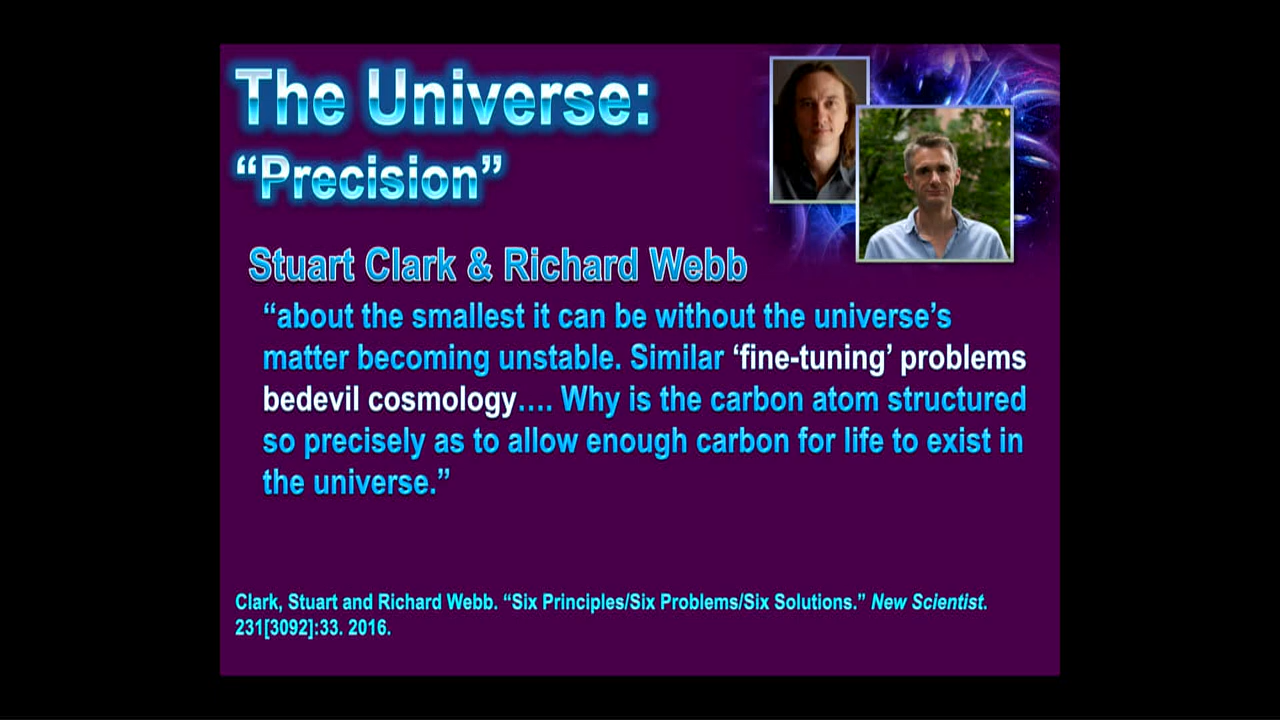 The Universe:
“Precision”
Stuart Clark & Richard Webb
“about the smallest it can be without the universe’s
matter becoming unstable. Similar ‘fine-tuning’ problems
bedevil cosmology…. Why is the carbon atom structured
so precisely as to allow enough carbon for life to exist in
the universe.”
Clark, Stuart and Richard Webb. “Six Principles/Six Problems/Six Solutions.” New Scientist.
231[3092]:33. 2016.